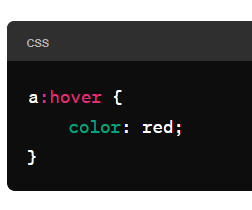 css
a:hover {
    color: red;
}